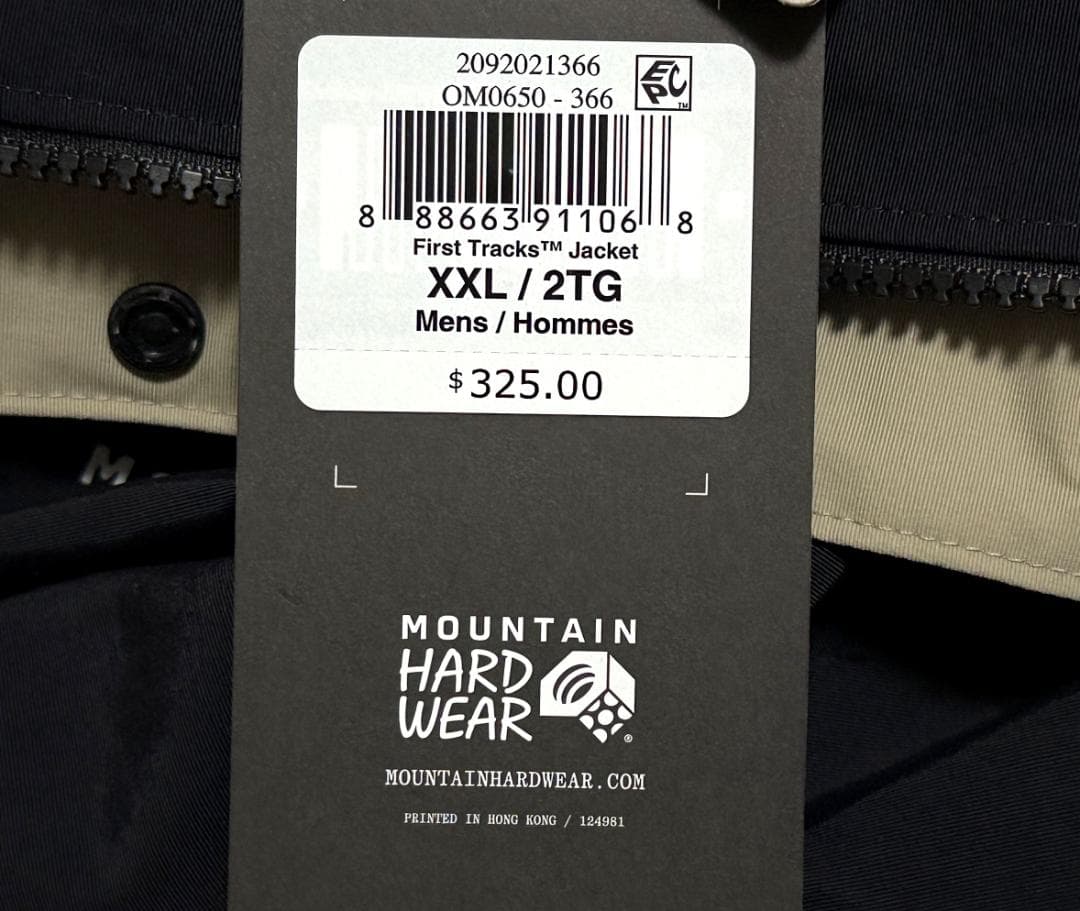 2092021366
OM0650 - 366
EPC
TM
8 88663 91106 8
First Tracks™ Jacket
XXL / 2TG
Mens / Hommes
$325.00
M
MOUNTAIN
HARD
WEAR®
MOUNTAINHARDWEAR.COM
PRINTED IN HONG KONG / 124981